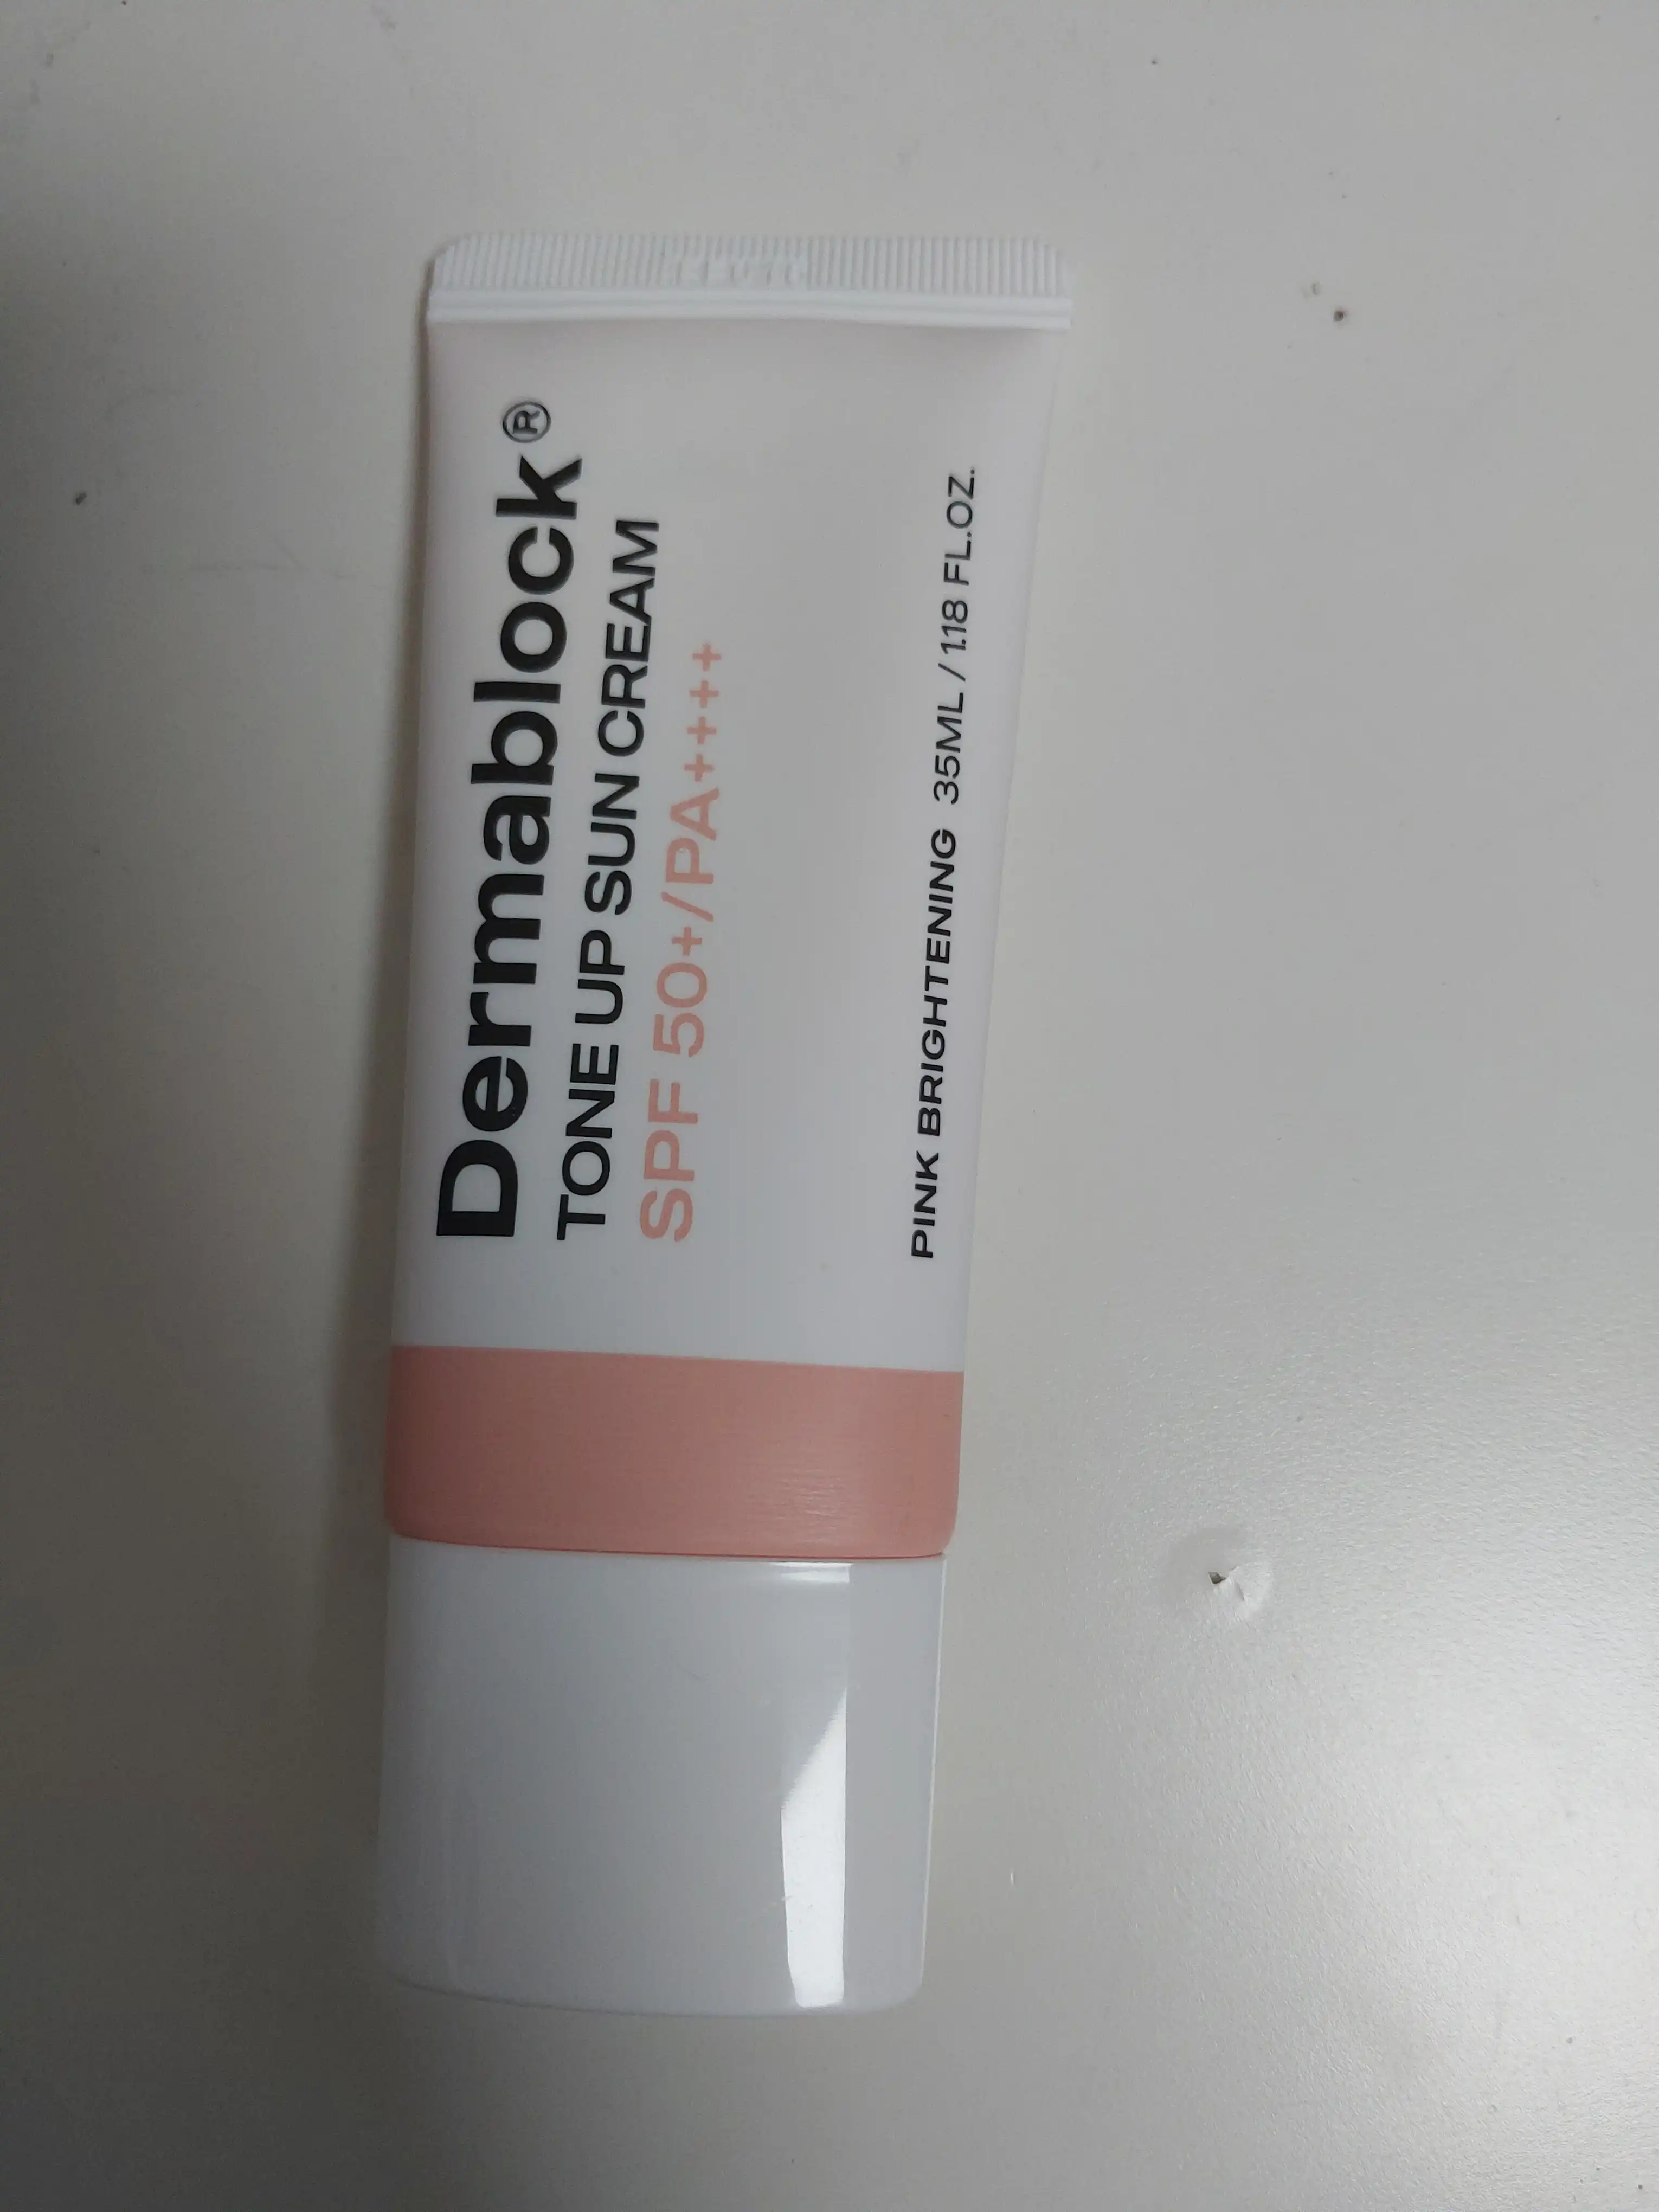 Dermablock®
TONE UP SUN CREAM
SPF 50+/PA++++
PINK BRIGHTENING 35ML / 1.18 FL.OZ.